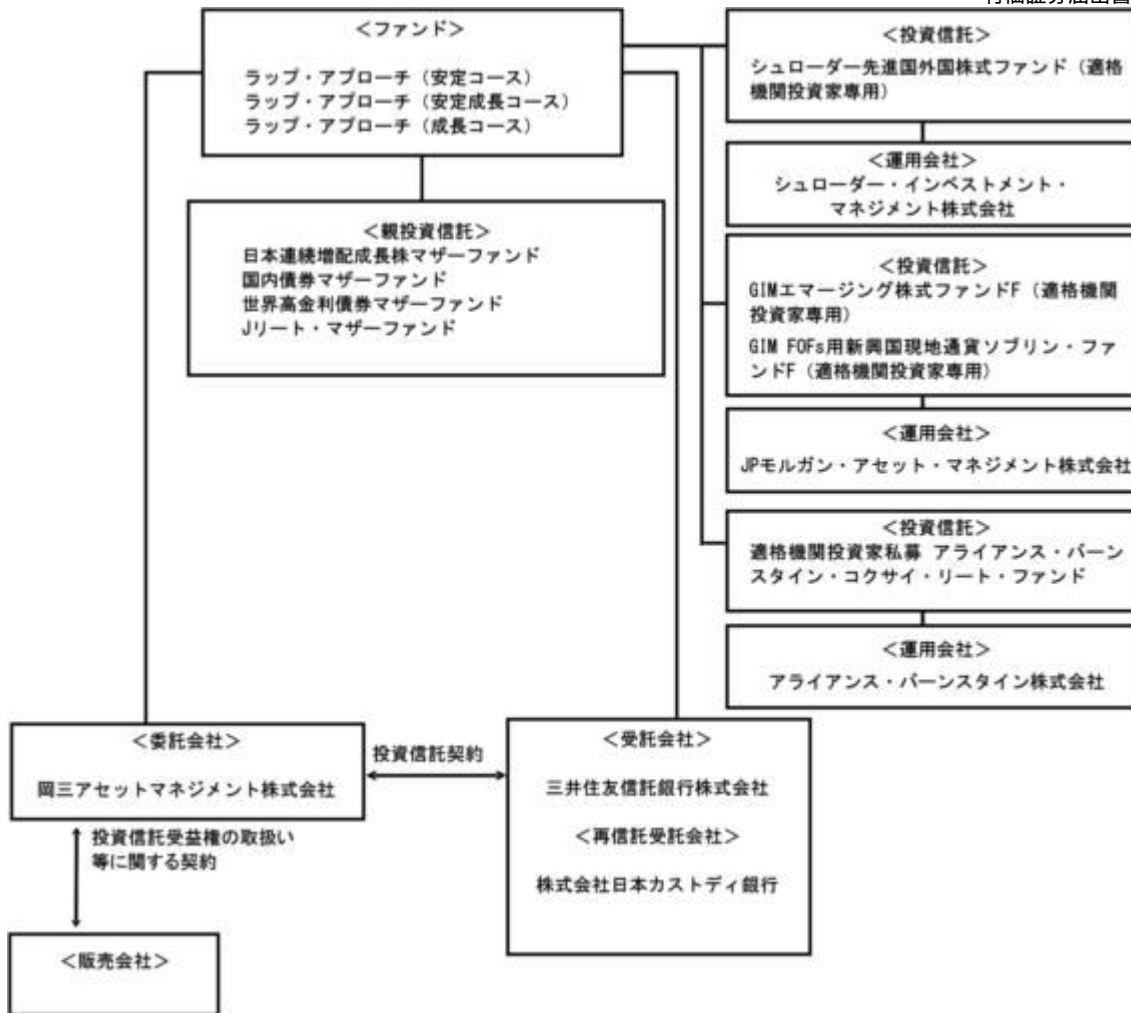 ＜ファンド＞
ラップ・アプローチ（安定コース）
ラップ・アプローチ（安定成長コース）
ラップ・アプローチ（成長コース）
＜親投資信託＞
日本連続増配成長株マザーファンド
国内債券マザーファンド
世界高金利債券マザーファンド
Jリート・マザーファンド
＜投資信託＞
シュローダー先進国外国株式ファンド（適格
機関投資家専用）
＜運用会社＞
シュローダー・インベストメント・
マネジメント株式会社
＜投資信託＞
GIMエマージング株式ファンドF（適格機関
投資家専用）
GIM FOFs用新興国現地通貨ソブリン・ファ
ンドF（適格機関投資家専用）
＜運用会社＞
JPモルガン・アセット・マネジメント株式会社
＜投資信託＞
適格機関投資家私募 アライアンス・バーン
スタイン・コクサイ・リート・ファンド
＜運用会社＞
アライアンス・バーンスタイン株式会社
＜委託会社＞
岡三アセットマネジメント株式会社
投資信託契約
＜受託会社＞
三井住友信託銀行株式会社
＜再信託受託会社＞
株式会社日本カストディ銀行
投資信託受益権の取扱い
等に関する契約
＜販売会社＞